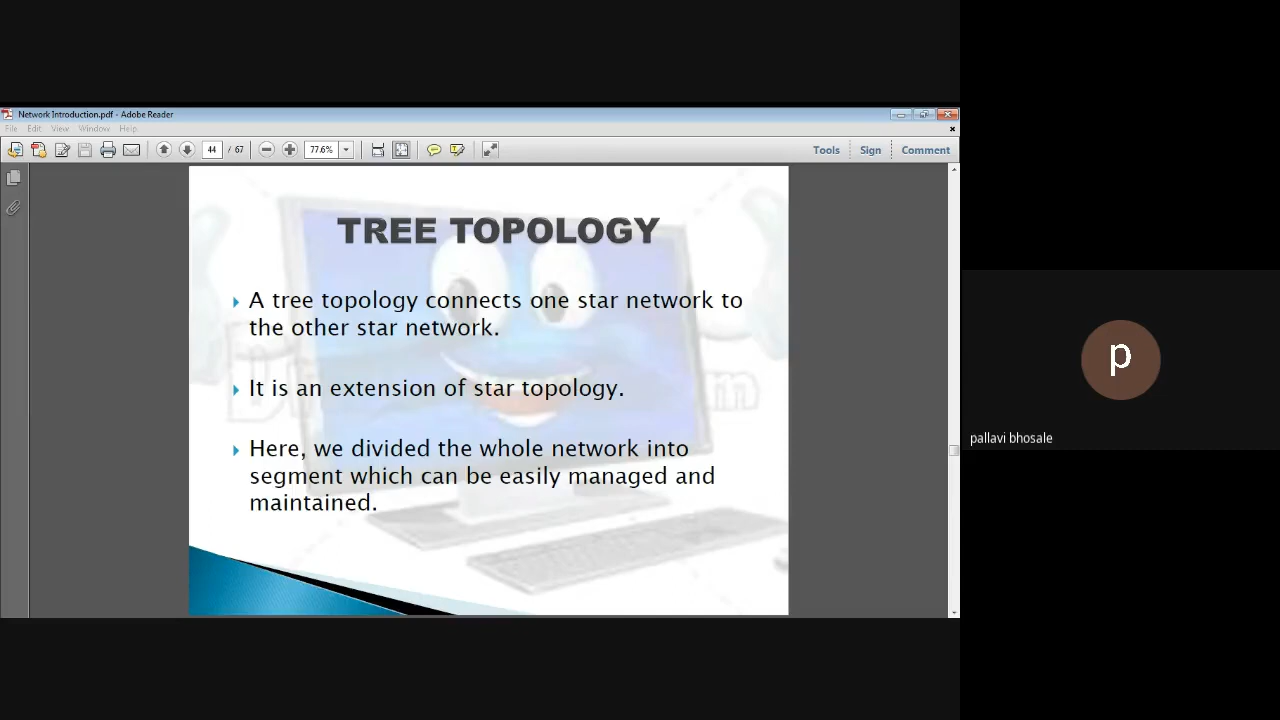 Network Introduction.pdf - Adobe Reader
File Edit View Window Help
44 / 67 77.6% Tools Sign Comment
TREE TOPOLOGY
A tree topology connects one star network to
the other star network.
It is an extension of star topology.
Here, we divided the whole network into
segment which can be easily managed and
maintained.
p
pallavi bhosale